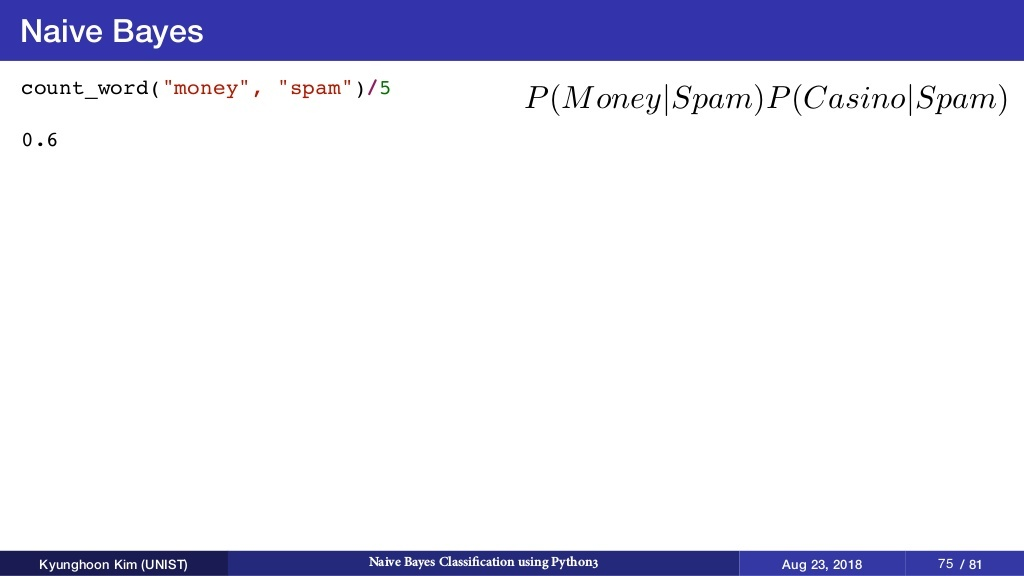 Naive Bayes
count_word("money", "spam")/5
0.6
P(Money|Spam)P(Casino|Spam)
Kyunghoon Kim (UNIST)
Naive Bayes Classification using Python3
Aug 23, 2018
75 / 81